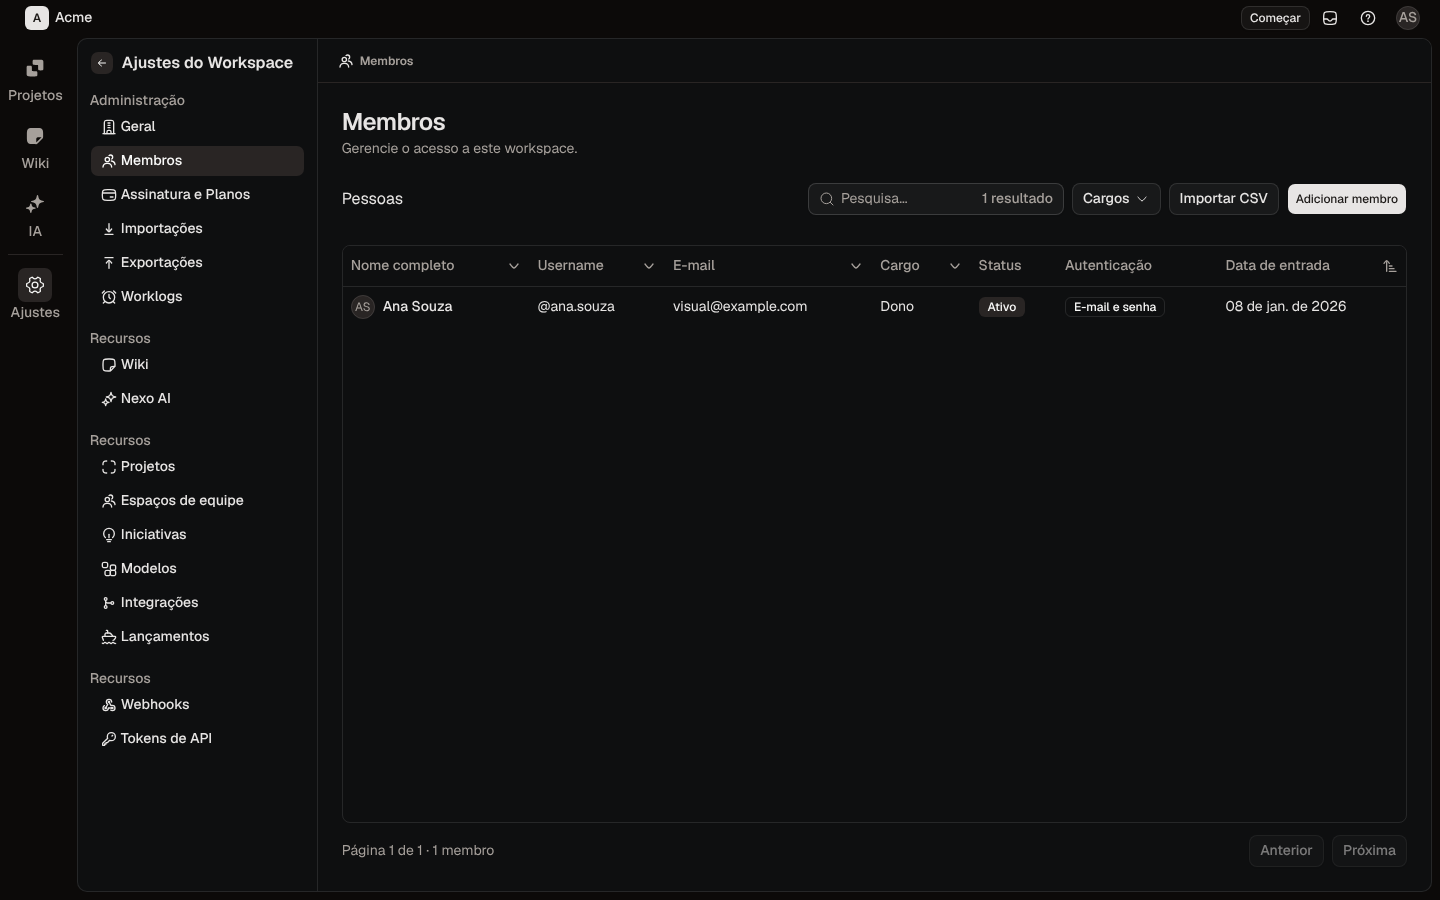 A Acme
Começar
AS
Projetos
Wiki
IA
Ajustes
Ajustes do Workspace
Administração
Geral
Membros
Assinatura e Planos
Importações
Exportações
Worklogs
Recursos
Wiki
Nexo AI
Recursos
Projetos
Espaços de equipe
Iniciativas
Modelos
Integrações
Lançamentos
Recursos
Webhooks
Tokens de API
Membros
Membros
Gerencie o acesso a este workspace.
Pessoas
Pesquisa... 1 resultado
Cargos
Importar CSV
Adicionar membro
Nome completo Username E-mail Cargo Status Autenticação Data de entrada
AS Ana Souza @ana.souza visual@example.com Dono Ativo E-mail e senha 08 de jan. de 2026
Página 1 de 1 · 1 membro
Anterior
Próxima